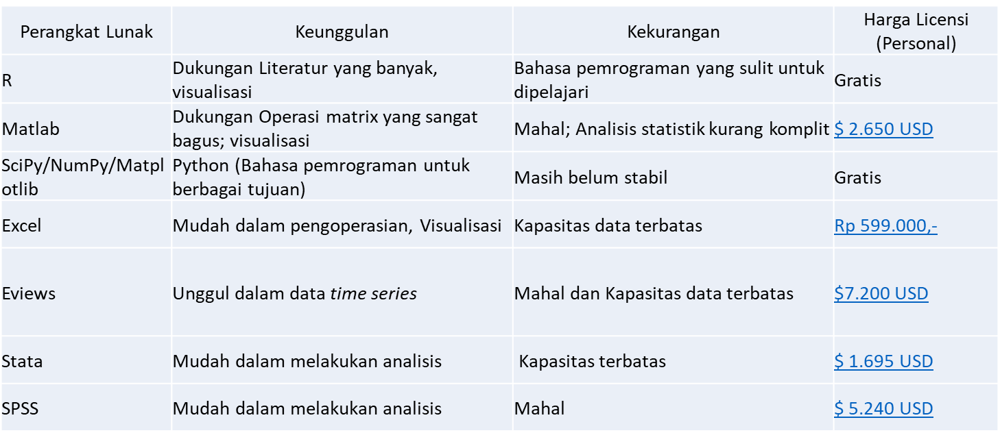 Perangkat Lunak
Keunggulan
Kekurangan
Harga Licensi
(Personal)
R
Dukungan Literatur yang banyak,
visualisasi
Bahasa pemrograman yang sulit untuk
dipelajari
Gratis
Matlab
Dukungan Operasi matrix yang sangat
bagus; visualisasi
Mahal; Analisis statistik kurang komplit
$ 2.650 USD
SciPy/NumPy/Matpl
otlib
Python (Bahasa pemrograman untuk
berbagai tujuan)
Masih belum stabil
Gratis
Excel
Mudah dalam pengoperasian, Visualisasi
Kapasitas data terbatas
Rp 599.000,-
Eviews
Unggul dalam data time series
Mahal dan Kapasitas data terbatas
$7.200 USD
Stata
Mudah dalam melakukan analisis
Kapasitas terbatas
$ 1.695 USD
SPSS
Mudah dalam melakukan analisis
Mahal
$ 5.240 USD